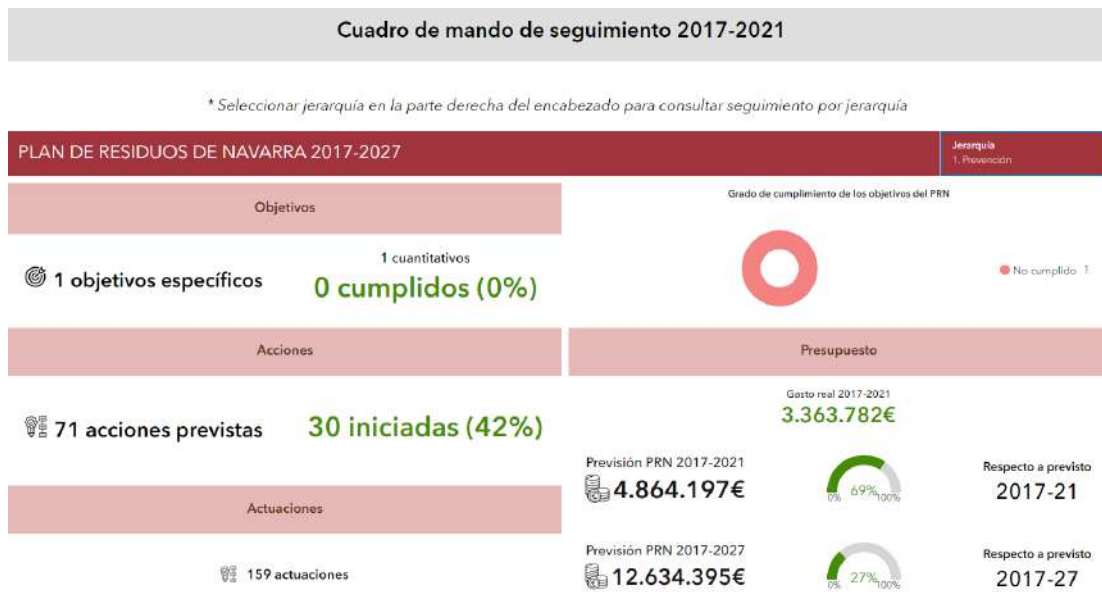 Cuadro de mando de seguimiento 2017-2021
* Seleccionar jerarquía en la parte derecha del encabezado para consultar seguimiento por jerarquía
PLAN DE RESIDUOS DE NAVARRA 2017-2027
Jerarquía
1. Prevención
Objetivos
1 objetivos específicos
1 cuantitativos
0 cumplidos (0%)
Grado de cumplimiento de los objetivos del PRN
No cumplido 1
Acciones
71 acciones previstas
30 iniciadas (42%)
Actuaciones
159 actuaciones
Presupuesto
Gasto real 2017-2021
3.363.782€
Previsión PRN 2017-2021
4.864.197€
0% 69% 100%
Respecto a previsto
2017-21
Previsión PRN 2017-2027
12.634.395€
0% 27% 100%
Respecto a previsto
2017-27